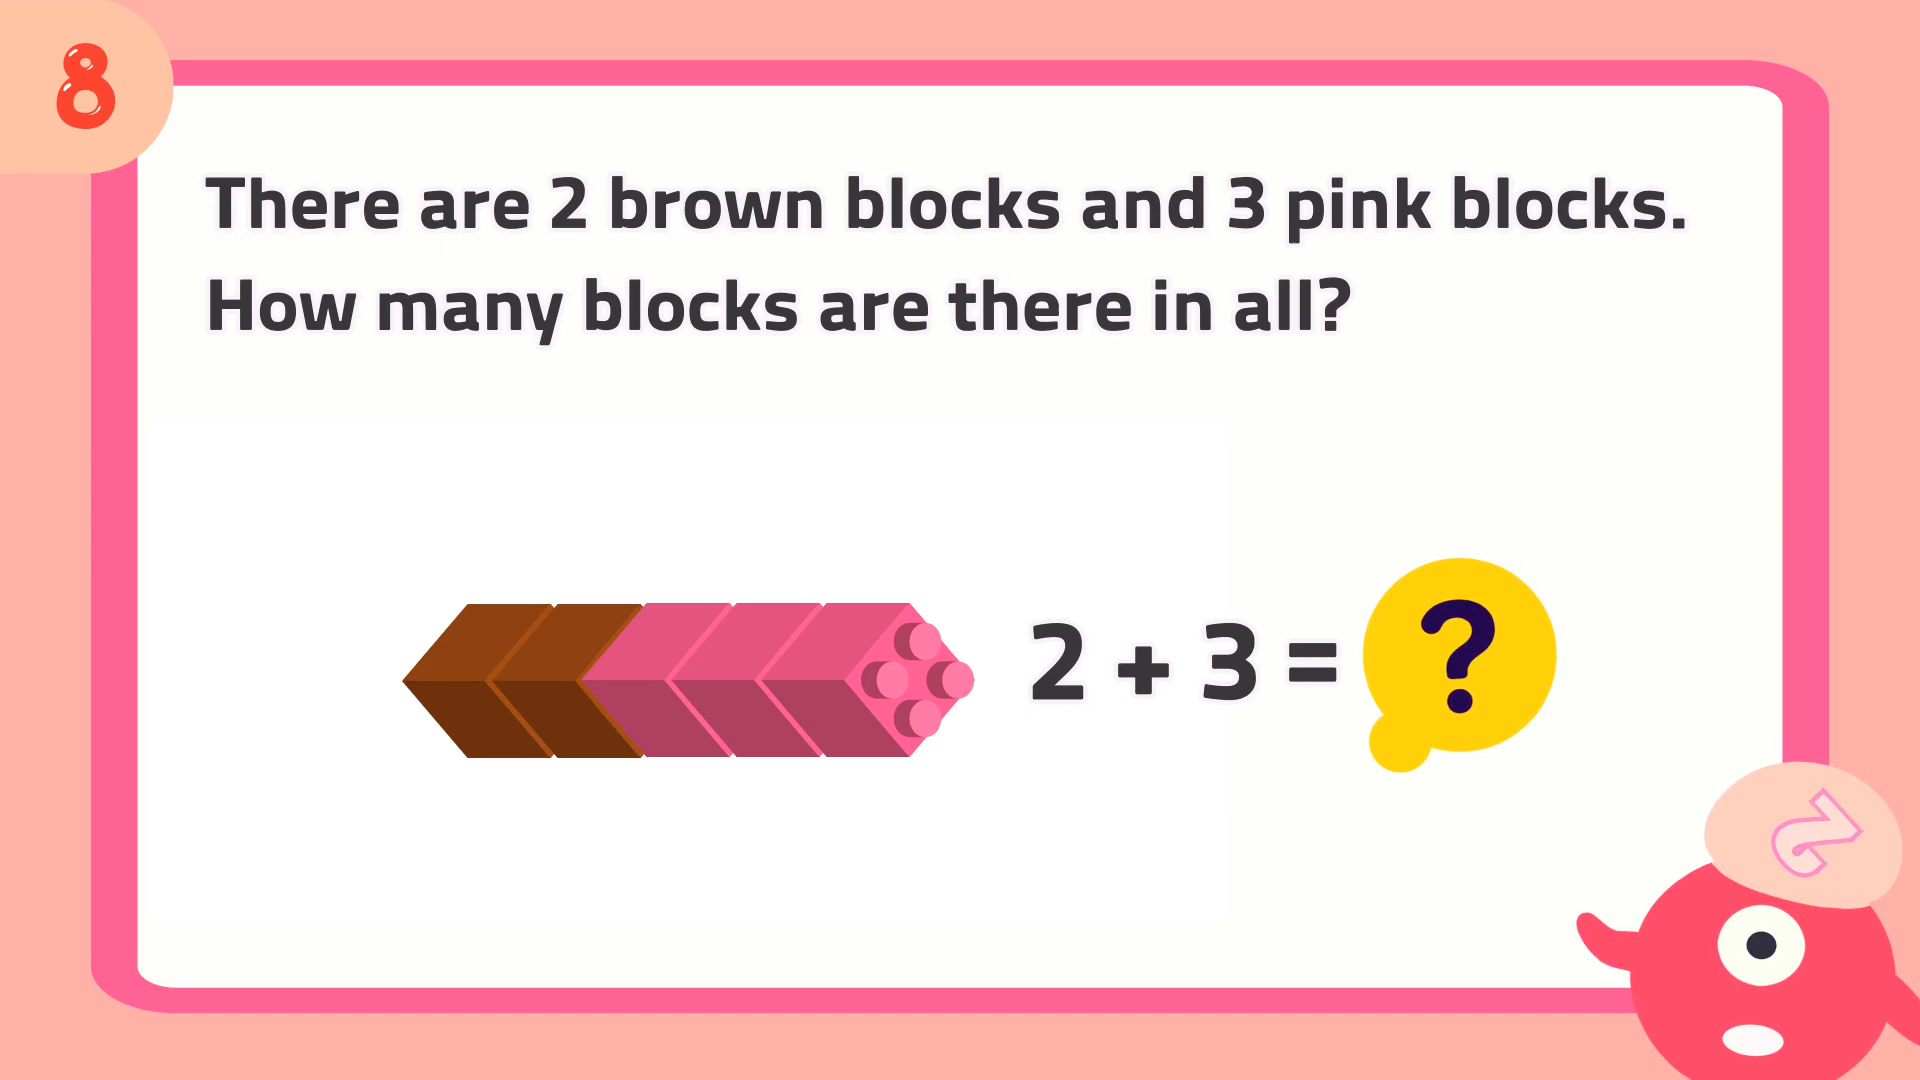 8
There are 2 brown blocks and 3 pink blocks.
How many blocks are there in all?
2 + 3 = ?
2